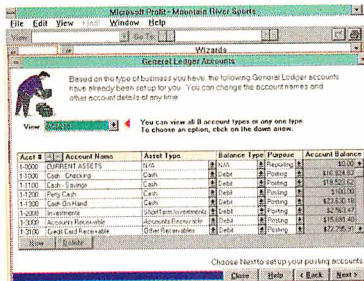 Microsoft Profit - Mountain River Sports
File Edit View Window Help
View: Go To:
Wizards
General Ledger Accounts
Based on the type of business you have, the following General Ledger accounts
have already been set up for you. You can change the account names and
other account details at any time.
View:
You can view all 8 account types or any one type.
To choose an option, click on the down arrow.
Acct # Account Name Asset Type Balance Type Purpose Account Balance
1-0000 CURRENT ASSETS N/A N/A Reporting $0.00
1-1000 Cash - Checking Cash Debit Posting
1-1100 Cash - Savings Cash Debit Posting
1-1200 Petty Cash Cash Debit Posting $100.00
1-1300 Cash On Hand Cash Debit Posting
1-2000 Investments ShortTerm Investments Debit Posting
1-3000 Accounts Receivable Accounts Receivable Debit Posting
1-3100 Credit Card Receivable Other Receivables Debit Posting
New Delete
Choose Next to set up your posting accounts.
Close Help < Back Next >